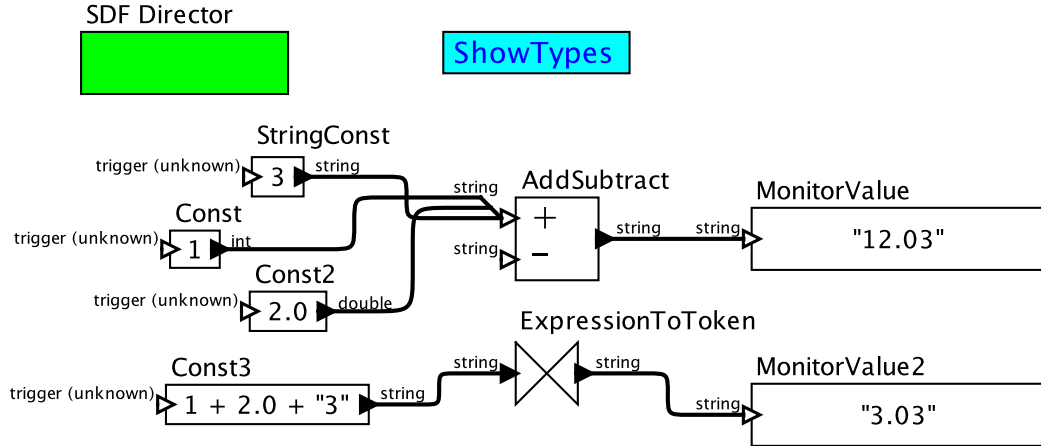 SDF Director
ShowTypes
StringConst
trigger (unknown)
3
string
Const
trigger (unknown)
1
int
Const2
trigger (unknown)
2.0
double
string
string
AddSubtract
+
−
string
string
MonitorValue
"12.03"
Const3
trigger (unknown)
1 + 2.0 + "3"
string
string
ExpressionToToken
string
string
MonitorValue2
"3.03"